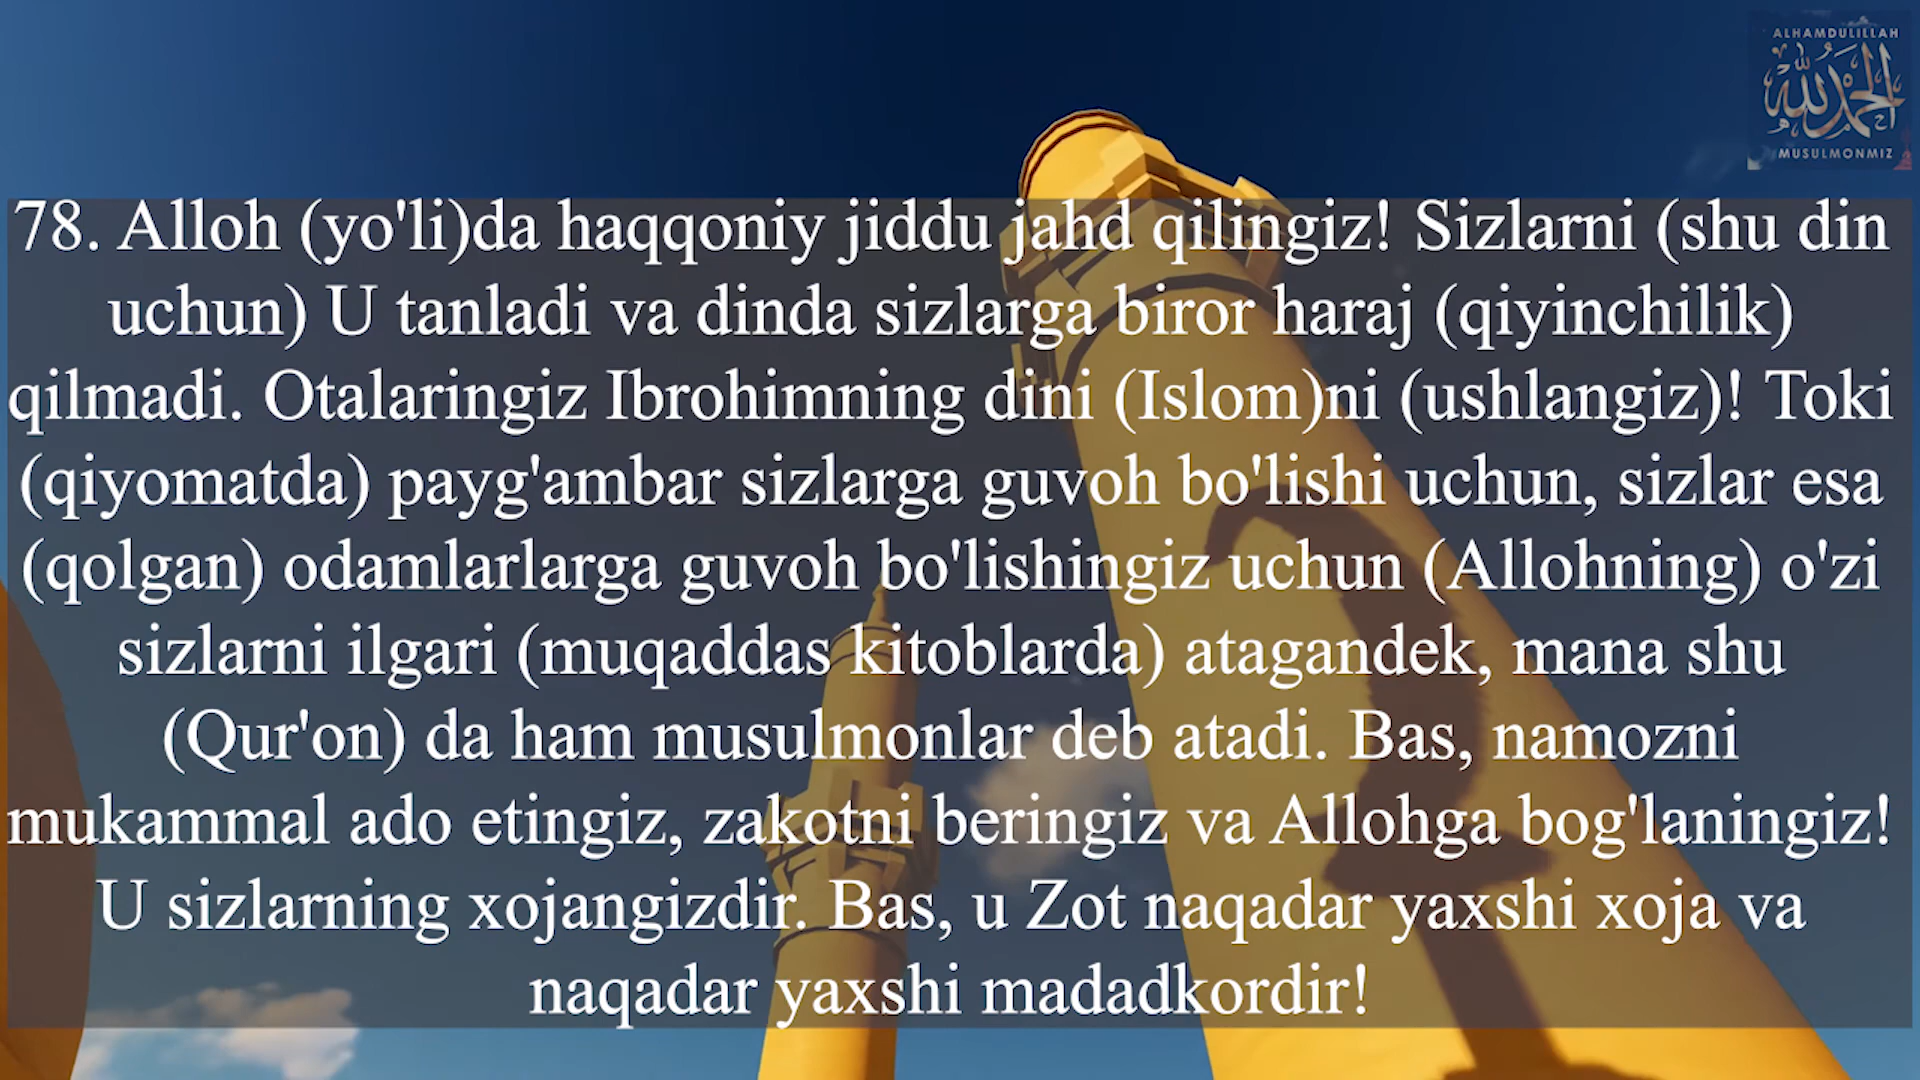 ALHAMDULILLAH
الحمد لله
MUSULMONMIZ
78. Alloh (yo'li)da haqqoniy jiddu jahd qilingiz! Sizlarni (shu din
uchun) U tanladi va dinda sizlarga biror haraj (qiyinchilik)
qilmadi. Otalaringiz Ibrohimning dini (Islom)ni (ushlangiz)! Toki
(qiyomatda) payg'ambar sizlarga guvoh bo'lishi uchun, sizlar esa
(qolgan) odamlarlarga guvoh bo'lishingiz uchun (Allohning) o'zi
sizlarni ilgari (muqaddas kitoblarda) atagandek, mana shu
(Qur'on) da ham musulmonlar deb atadi. Bas, namozni
mukammal ado etingiz, zakotni beringiz va Allohga bog'laningiz!
U sizlarning xojangizdir. Bas, u Zot naqadar yaxshi xoja va
naqadar yaxshi madadkordir!